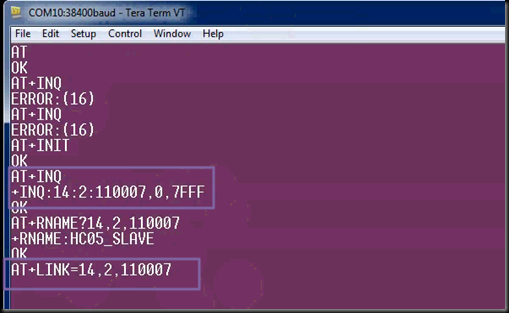 COM10:38400baud - Tera Term VT
File Edit Setup Control Window Help
AT
OK
AT+INQ
ERROR:(16)
AT+INQ
ERROR:(16)
AT+INIT
OK
AT+INQ
+INQ:14:2:110007,0,7FFF
OK
AT+RNAME?14,2,110007
+RNAME:HC05_SLAVE
OK
AT+LINK=14,2,110007